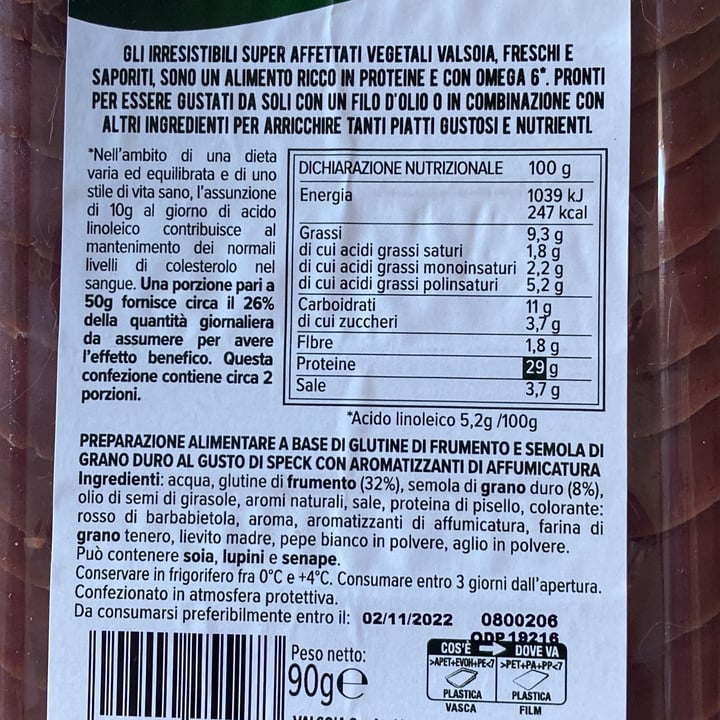 GLI IRRESISTIBILI SUPER AFFETTATI VEGETALI VALSOIA, FRESCHI E
SAPORITI, SONO UN ALIMENTO RICCO IN PROTEINE E CON OMEGA 6*. PRONTI
PER ESSERE GUSTATI DA SOLI CON UN FILO D'OLIO O IN COMBINAZIONE CON
ALTRI INGREDIENTI PER ARRICCHIRE TANTI PIATTI GUSTOSI E NUTRIENTI.
*Nell'ambito di una dieta
varia ed equilibrata e di uno
stile di vita sano, l'assunzione
di 10g al giorno di acido
linoleico contribuisce al
mantenimento dei normali
livelli di colesterolo nel
sangue. Una porzione pari a
50g fornisce circa il 26%
della quantità giornaliera
da assumere per avere
l'effetto benefico. Questa
confezione contiene circa 2
porzioni.
DICHIARAZIONE NUTRIZIONALE 100 g
Energia 1039 kJ
247 kcal
Grassi 9,3 g
di cui acidi grassi saturi 1,8 g
di cui acidi grassi monoinsaturi 2,2 g
di cui acidi grassi polinsaturi 5,2 g
Carboidrati 11 g
di cui zuccheri 3,7 g
FIbre 1,8 g
Proteine 29 g
Sale 3,7 g
*Acido linoleico 5,2g /100g
PREPARAZIONE ALIMENTARE A BASE DI GLUTINE DI FRUMENTO E SEMOLA DI
GRANO DURO AL GUSTO DI SPECK CON AROMATIZZANTI DI AFFUMICATURA
Ingredienti: acqua, glutine di frumento (32%), semola di grano duro (8%),
olio di semi di girasole, aromi naturali, sale, proteina di pisello, colorante:
rosso di barbabietola, aroma, aromatizzanti di affumicatura, farina di
grano tenero, lievito madre, pepe bianco in polvere, aglio in polvere.
Può contenere soia, lupini e senape.
Conservare in frigorifero fra 0°C e +4°C. Consumare entro 3 giorni dall'apertura.
Confezionato in atmosfera protettiva.
Da consumarsi preferibilmente entro il: 02/11/2022 0800206
ODP19216
COS'È DOVE VA
>APET+EVOH+PE<7 >PET+PA+PP<7
PLASTICA PLASTICA
VASCA FILM
Peso netto:
90g e